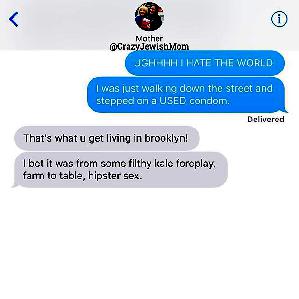 Mother
@CrazyJewishMom
UGHHHH I HATE THE WORLD
I was just walking down the street and
stepped on a USED condom.
Delivered
That's what u get living in brooklyn!
I bet it was from some filthy kale foreplay,
farm to table, hipster sex.